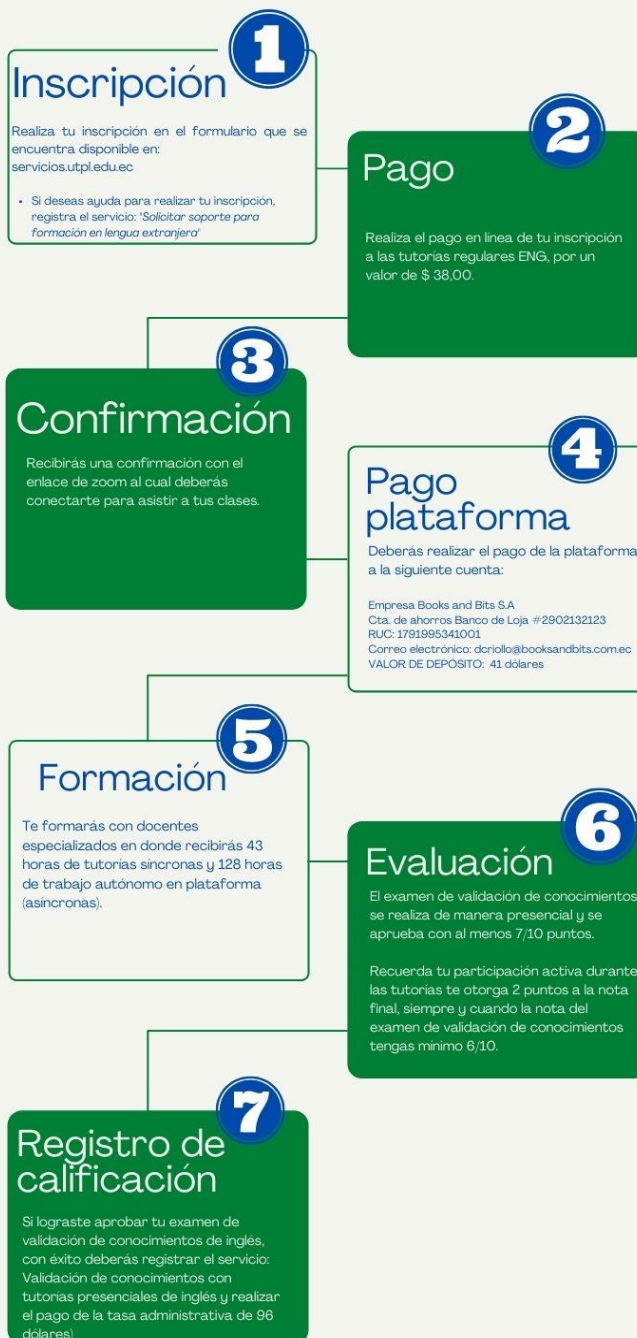 1
Inscripción
Realiza tu inscripción en el formulario que se
encuentra disponible en:
servicios.utpl.edu.ec
• Si deseas ayuda para realizar tu inscripción,
registra el servicio: "Solicitar soporte para
formación en lengua extranjera"
2
Pago
Realiza el pago en línea de tu inscripción
a las tutorías regulares ENG, por un
valor de $ 38,00.
3
Confirmación
Recibirás una confirmación con el
enlace de zoom al cual deberás
conectarte para asistir a tus clases.
4
Pago
plataforma
Deberás realizar el pago de la plataforma
a la siguiente cuenta:
Empresa Books and Bits S.A
Cta. de ahorros Banco de Loja #2902132123
RUC: 1791995341001
Correo electrónico: dcriollo@booksandbits.com.ec
VALOR DE DEPÓSITO: 41 dólares
5
Formación
Te formarás con docentes
especializados en donde recibirás 43
horas de tutorías síncronas y 128 horas
de trabajo autónomo en plataforma
(asíncronas).
6
Evaluación
El examen de validación de conocimientos
se realiza de manera presencial y se
aprueba con al menos 7/10 puntos.
Recuerda tu participación activa durante
las tutorías te otorga 2 puntos a la nota
final, siempre y cuando la nota del
examen de validación de conocimientos
tengas mínimo 6/10.
7
Registro de
calificación
Si lograste aprobar tu examen de
validación de conocimientos de inglés,
con éxito deberás registrar el servicio:
Validación de conocimientos con
tutorías presenciales de inglés y realizar
el pago de la tasa administrativa de 96
dólares)